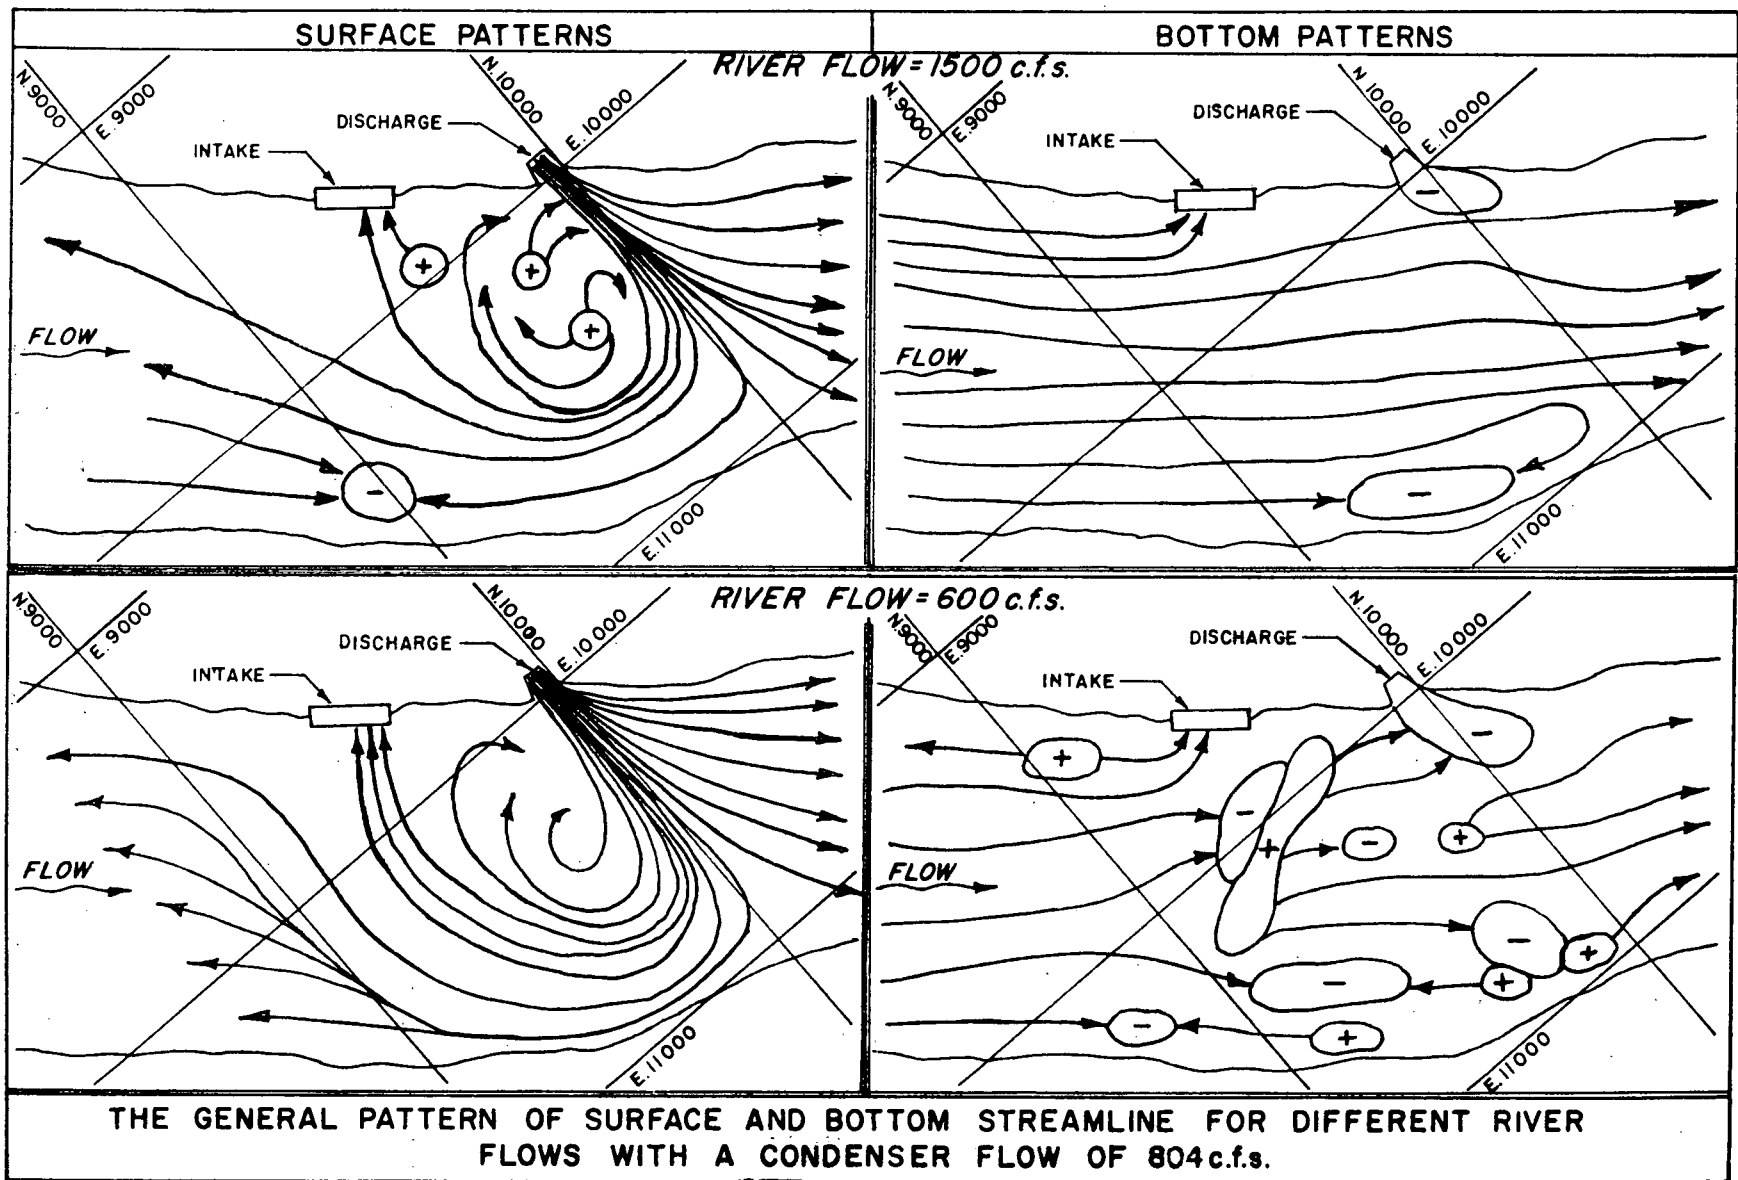 SURFACE PATTERNS
BOTTOM PATTERNS
RIVER FLOW = 1500 c.f.s.
N.9000
E.9000
N.10000
E.10000
DISCHARGE
INTAKE
FLOW
E.11000
-
+
+
+
N.9000
E.9000
N 10000
E.10000
DISCHARGE
INTAKE
FLOW
E.11000
-
-
RIVER FLOW = 600 c.f.s.
N.9000
E.9000
N.10000
E.10000
DISCHARGE
INTAKE
FLOW
E.11000
N.9000
E.9000
N.10000
E.10000
DISCHARGE
INTAKE
FLOW
E.11000
+
-
-
+
-
+
-
+
+
-
-
+
THE GENERAL PATTERN OF SURFACE AND BOTTOM STREAMLINE FOR DIFFERENT RIVER
FLOWS WITH A CONDENSER FLOW OF 804 c.f.s.